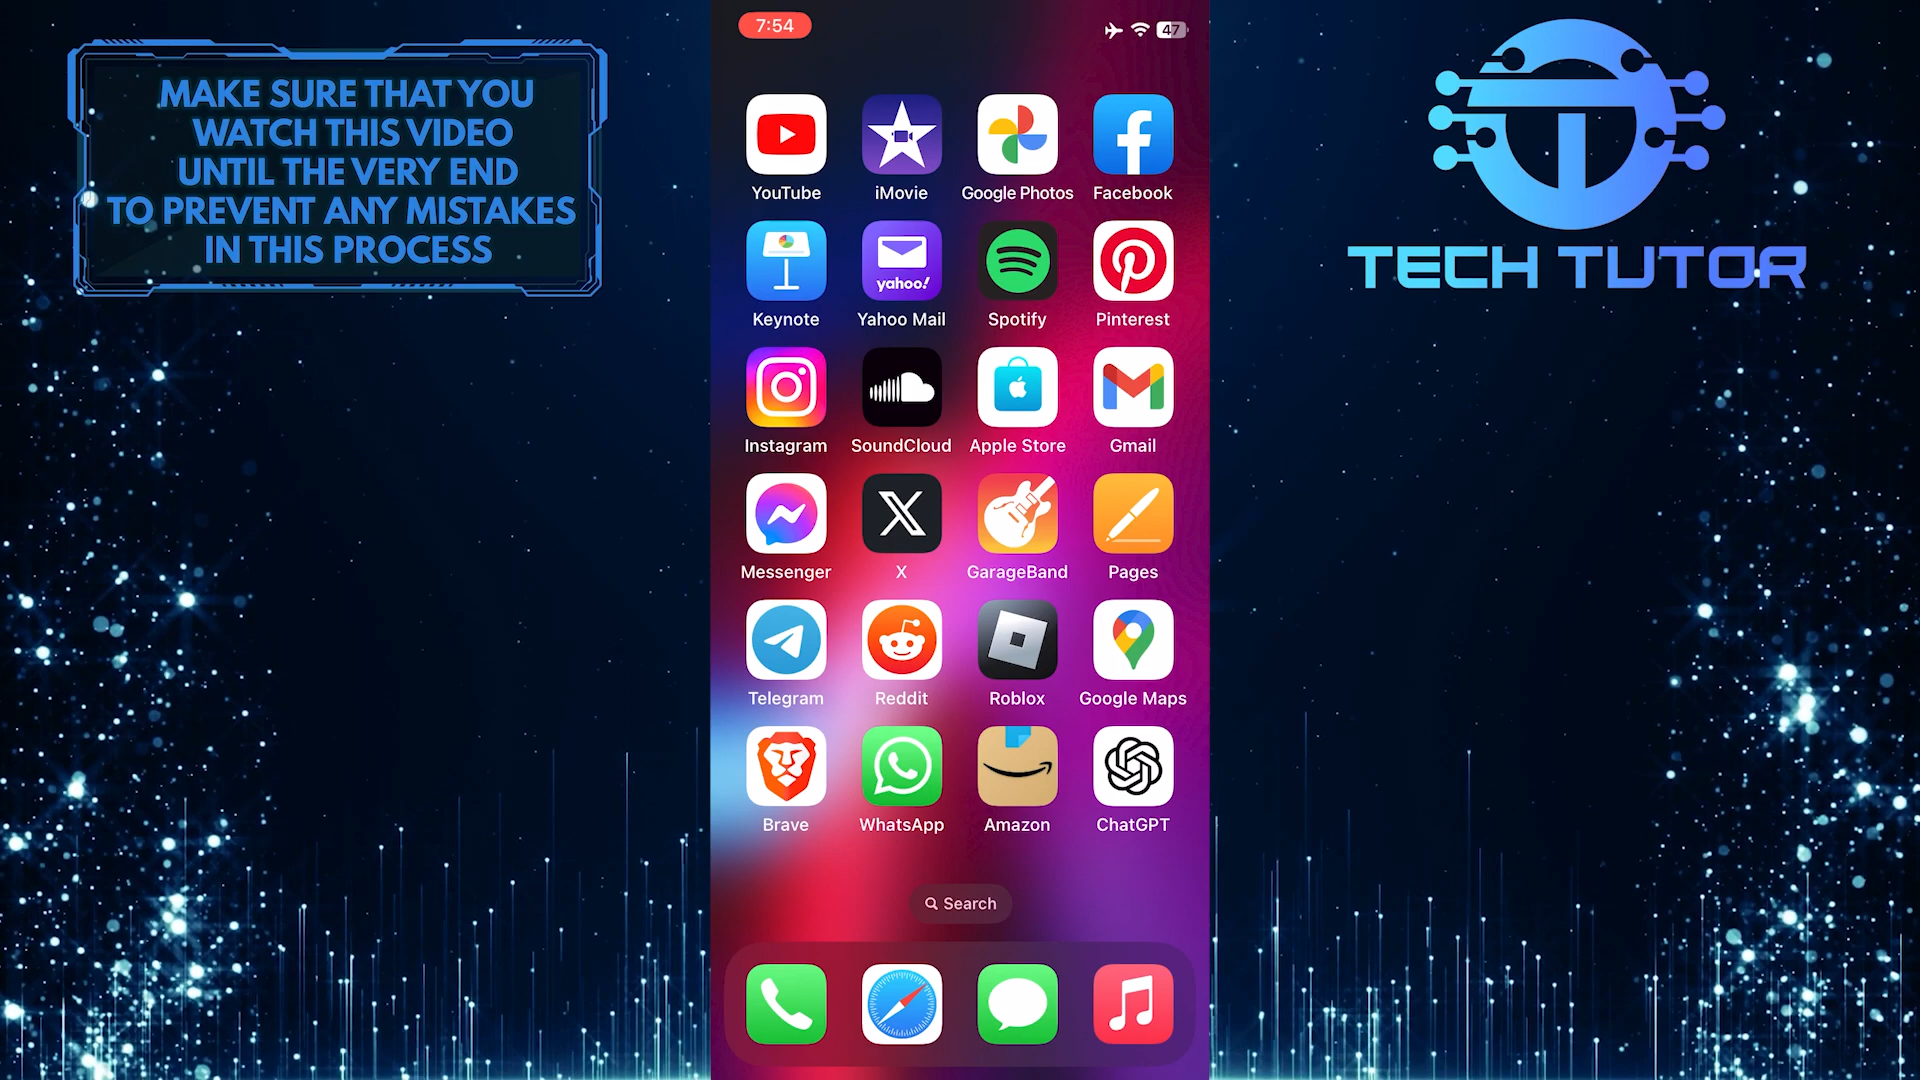 MAKE SURE THAT YOU
WATCH THIS VIDEO
UNTIL THE VERY END
TO PREVENT ANY MISTAKES
IN THIS PROCESS
7:54
47
YouTube
iMovie
Google Photos
Facebook
yahoo!
Keynote
Yahoo Mail
Spotify
Pinterest
Instagram
SoundCloud
Apple Store
Gmail
Messenger
X
GarageBand
Pages
Telegram
Reddit
Roblox
Google Maps
Brave
WhatsApp
Amazon
ChatGPT
Search
TECH TUTOR